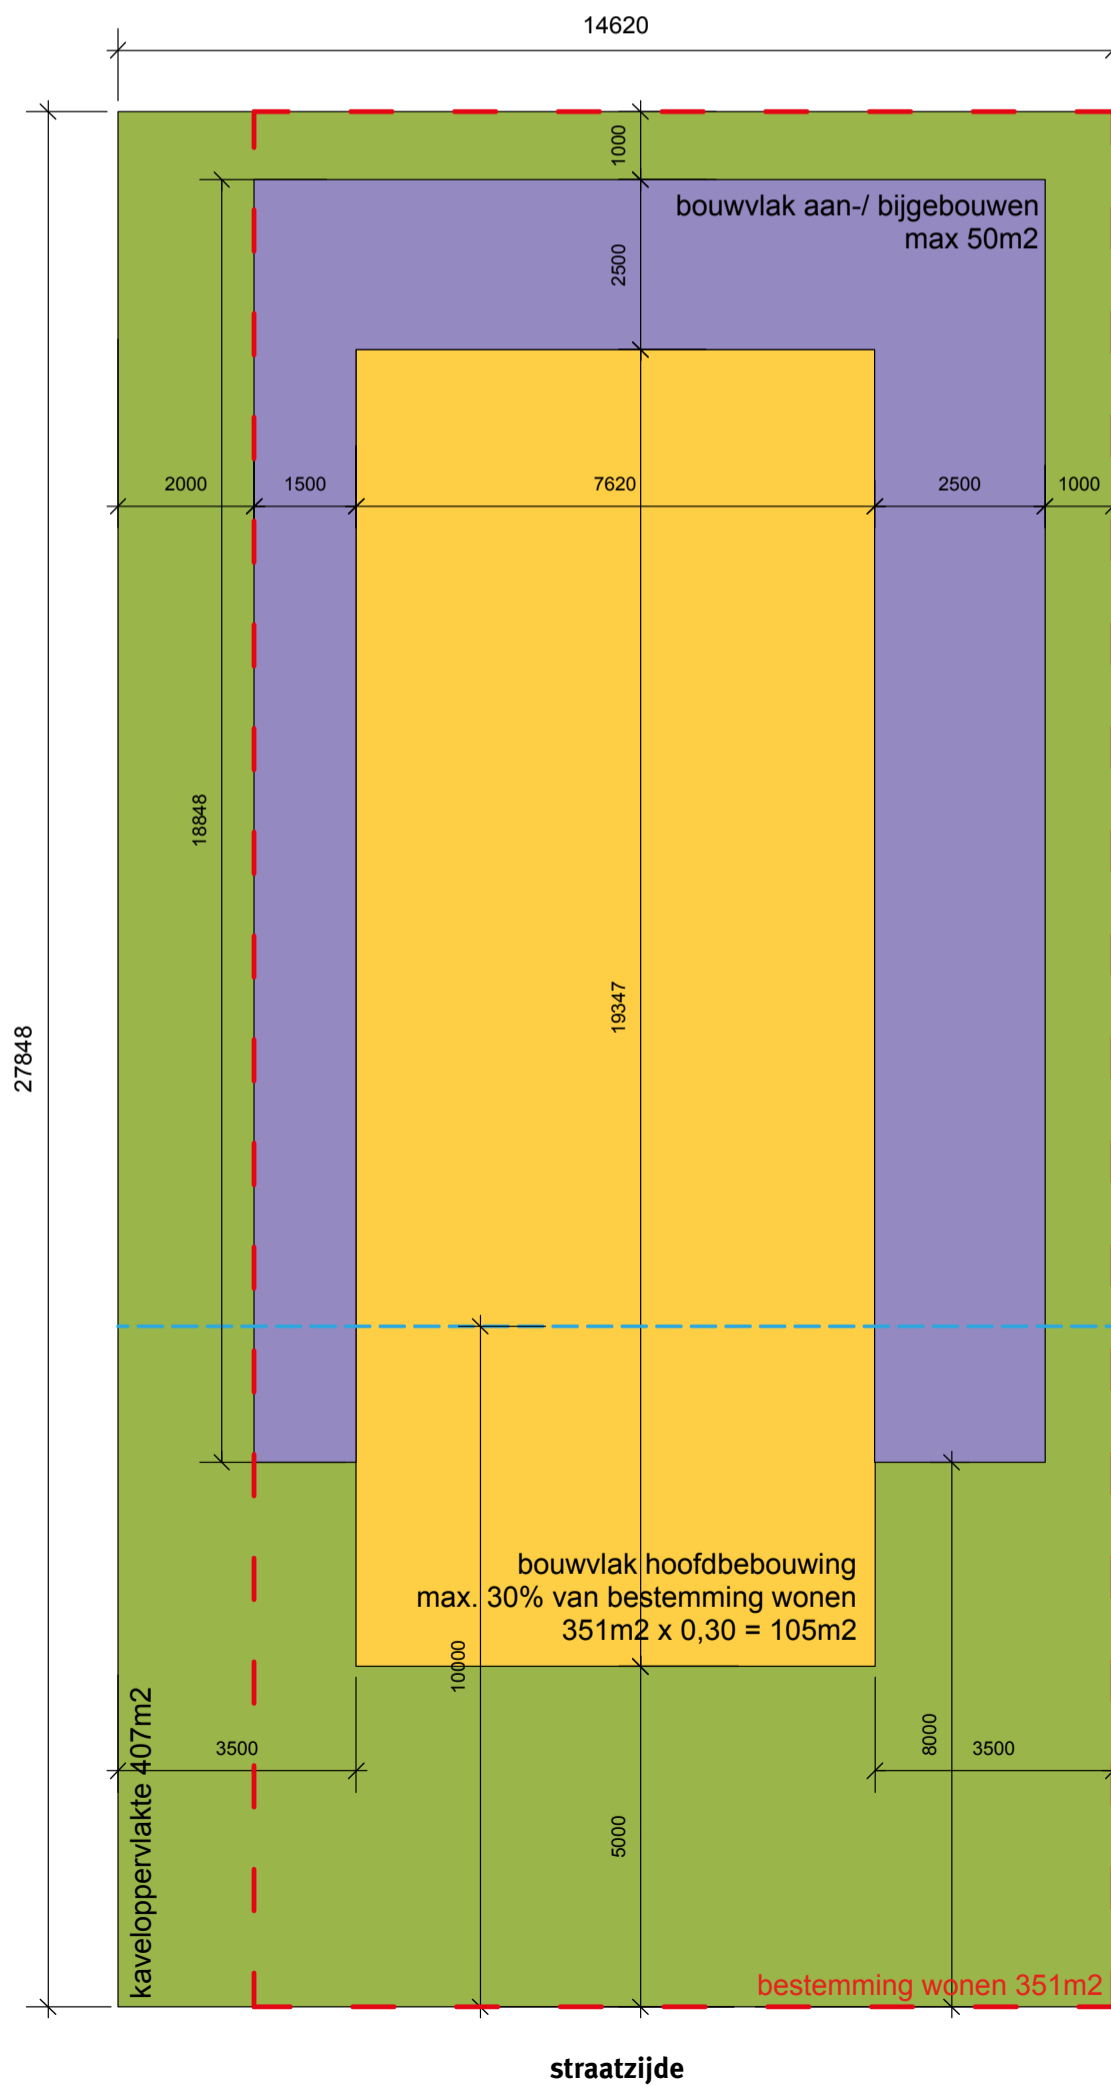 14620
1000
bouwvlak aan-/ bijgebouwen
max 50m2
2500
2000
1500
7620
2500
1000
18848
19347
27848
bouwvlak hoofdbebouwing
max. 30% van bestemming wonen
351m2 x 0,30 = 105m2
10000
kaveloppervlakte 407m2
3500
8000
3500
5000
bestemming wonen 351m2
straatzijde